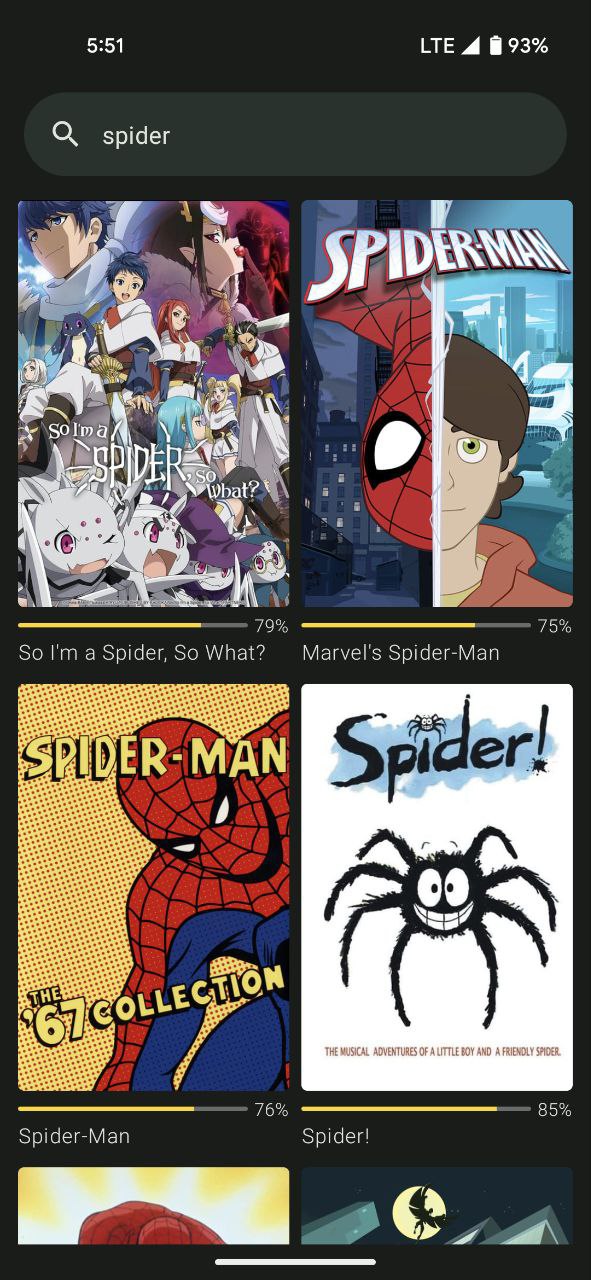 5:51
LTE 93%
spider
So I'm a
SPIDER, So
What?
SPIDER-MAN
79%
75%
So I'm a Spider, So What?
Marvel's Spider-Man
SPIDER-MAN
THE
'67 COLLECTION
Spider!
THE MUSICAL ADVENTURES OF A LITTLE BOY AND A FRIENDLY SPIDER.
76%
85%
Spider-Man
Spider!